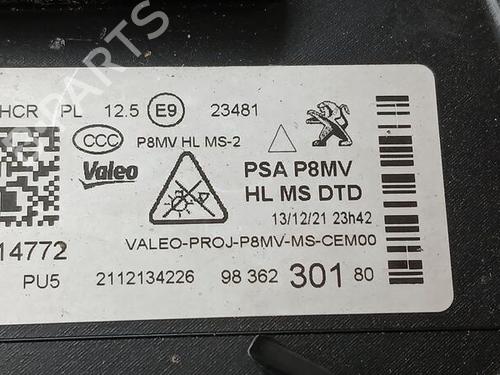 HCR PL 12.5 E9 23481
CCC P8MV HL MS-2
Valeo PSA P8MV
HL MS DTD
13/12/21 23h42
14772 VALEO-PROJ-P8MV-MS-CEM00
PU5 2112134226 98 362 301 80
PARTS